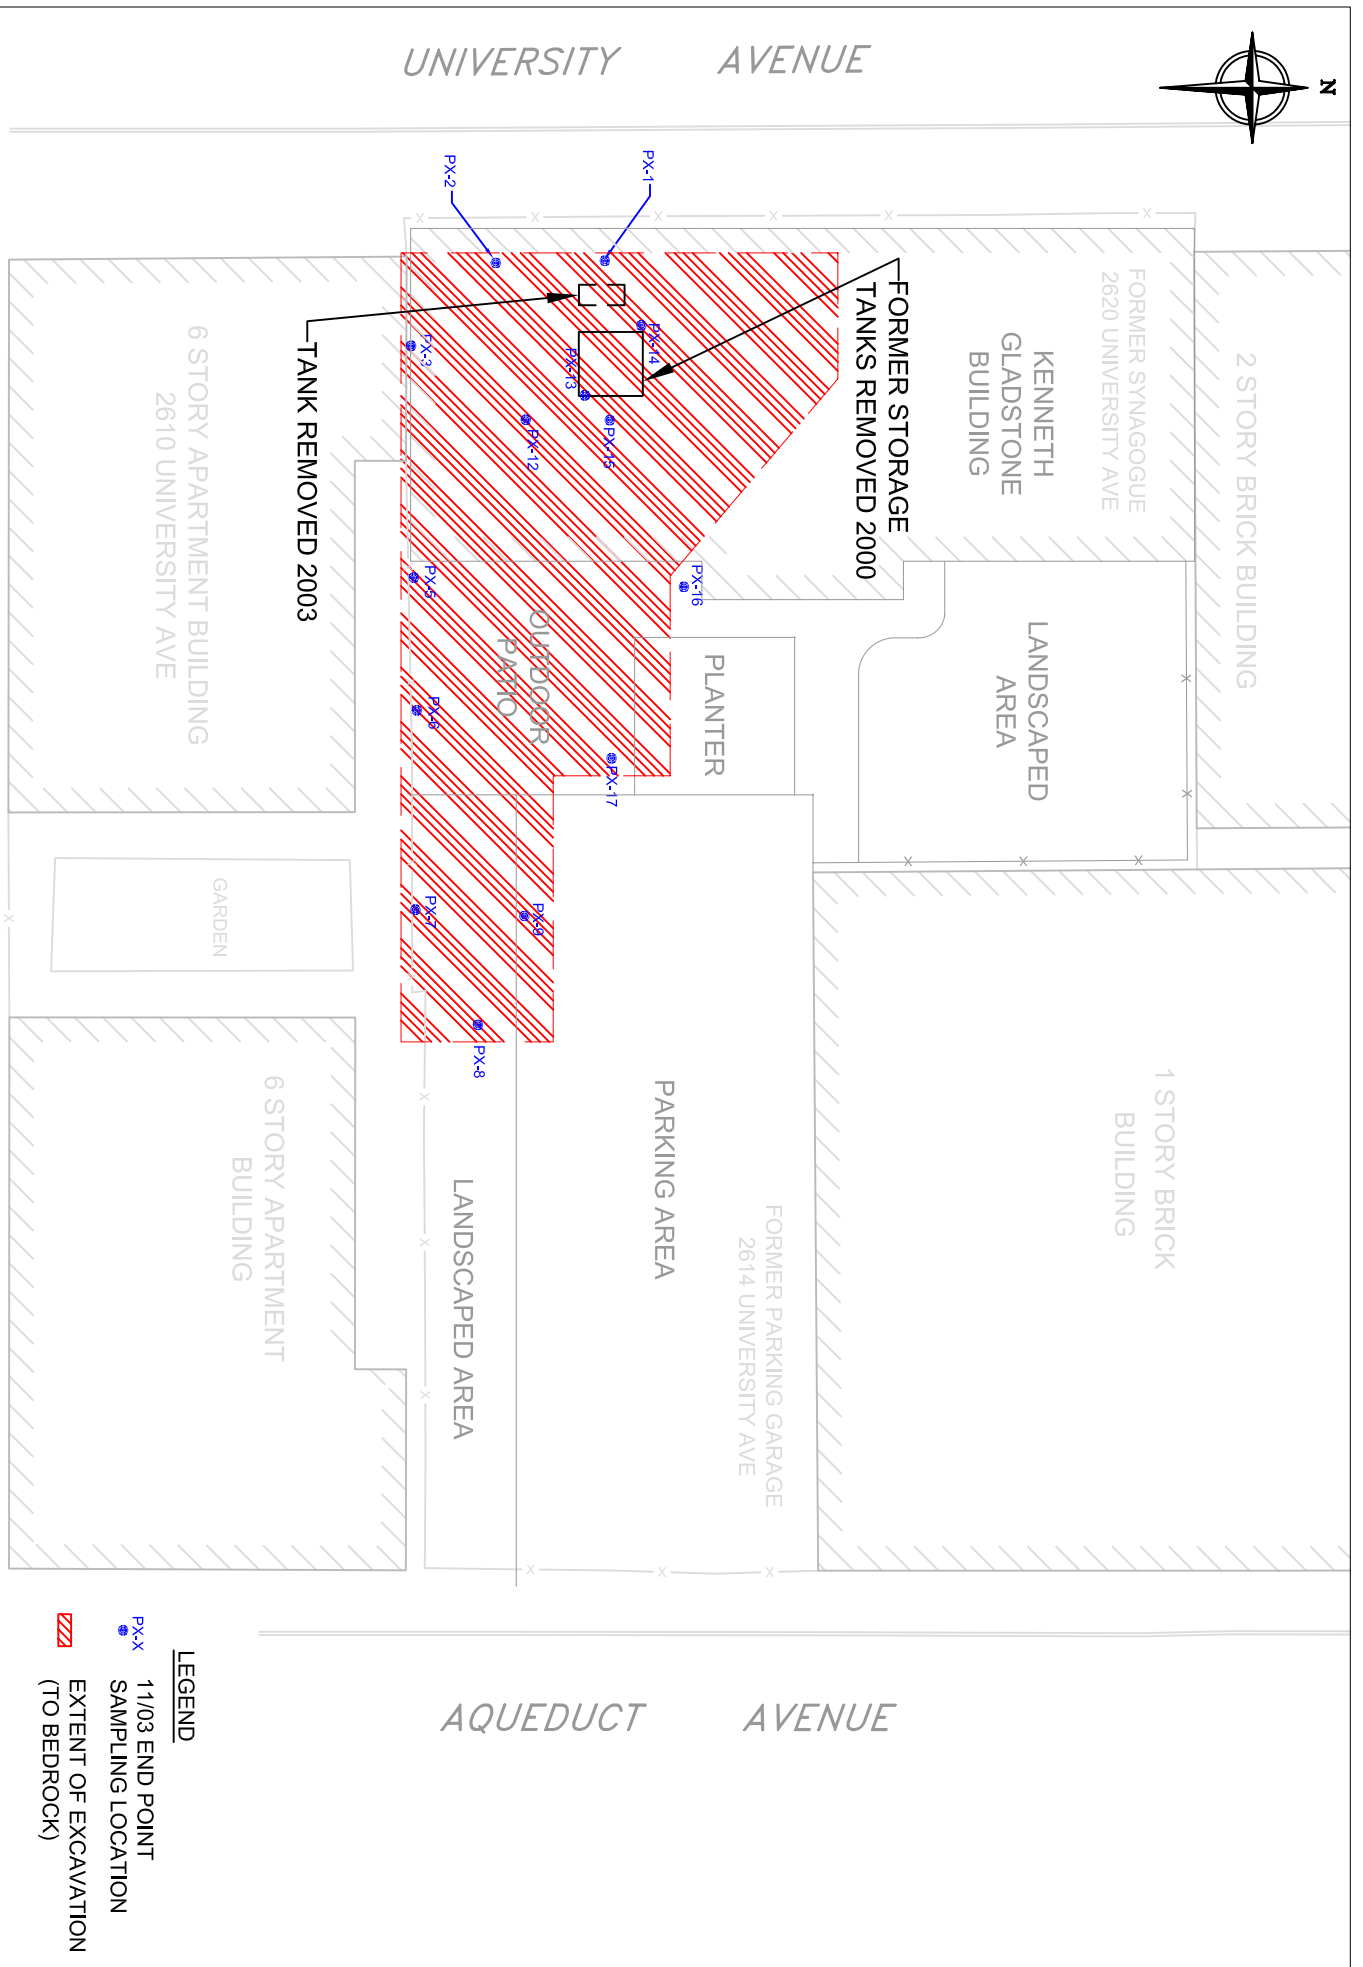 N
UNIVERSITY AVENUE
PX-1
PX-2
FORMER STORAGE
TANKS REMOVED 2000
TANK REMOVED 2003
PX-14
PX-13
PX-15
PX-12
PX-3
PX-5
PX-6
PX-16
PX-17
PX-7
PX-9
PX-8
2 STORY BRICK BUILDING
FORMER SYNAGOGUE
2620 UNIVERSITY AVE
KENNETH
GLADSTONE
BUILDING
LANDSCAPED
AREA
PLANTER
OUTDOOR
PATIO
6 STORY APARTMENT BUILDING
2610 UNIVERSITY AVE
GARDEN
1 STORY BRICK
BUILDING
FORMER PARKING GARAGE
2614 UNIVERSITY AVE
PARKING AREA
LANDSCAPED AREA
6 STORY APARTMENT
BUILDING
AQUEDUCT AVENUE
LEGEND
PX-X
11/03 END POINT
SAMPLING LOCATION
EXTENT OF EXCAVATION
(TO BEDROCK)